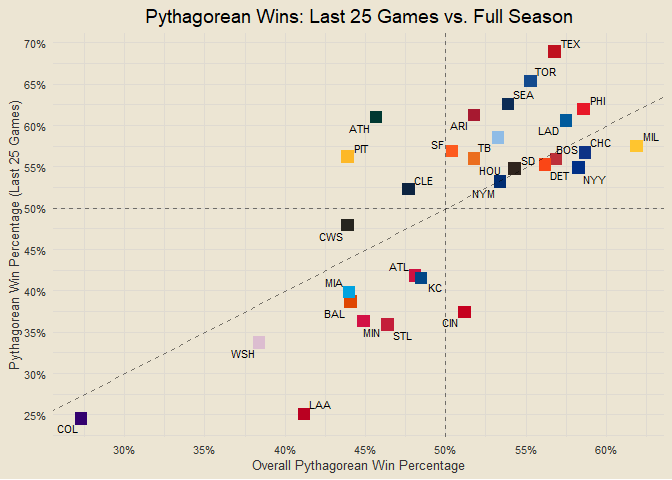 Pythagorean Wins: Last 25 Games vs. Full Season
70%
TEX
TOR
65%
SEA
PHI
60%
ATH
ARI
LAD
MIL
PIT
SF
TB
BOS
CHC
55%
HOU
SD
DET
NYY
CLE
NYM
50%
CWS
45%
ATL
MIA
KC
40%
BAL
CIN
MIN
STL
35%
WSH
30%
LAA
25%
COL
30%
35%
40%
45%
50%
55%
60%
Overall Pythagorean Win Percentage
Pythagorean Win Percentage (Last 25 Games)